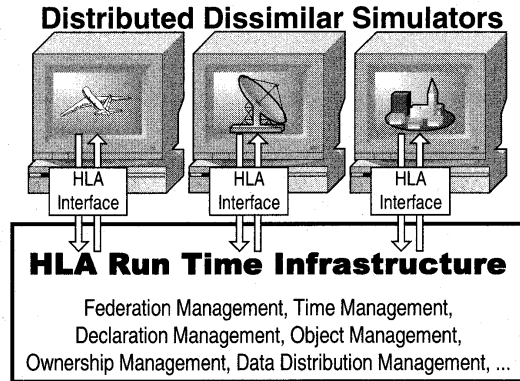 Distributed Dissimilar Simulators
HLA
Interface
HLA
Interface
HLA
Interface
HLA Run Time Infrastructure
Federation Management, Time Management,
Declaration Management, Object Management,
Ownership Management, Data Distribution Management, ...